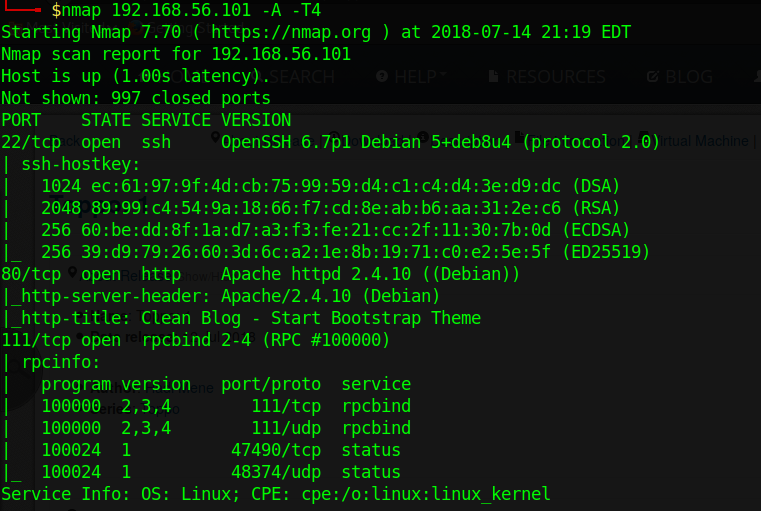 $nmap 192.168.56.101 -A -T4
Starting Nmap 7.70 ( https://nmap.org ) at 2018-07-14 21:19 EDT
Nmap scan report for 192.168.56.101
Host is up (1.00s latency).
SEARCH HELP RESOURCES BLOG
Not shown: 997 closed ports
PORT    STATE SERVICE VERSION
22/tcp  open  ssh     OpenSSH 6.7p1 Debian 5+deb8u4 (protocol 2.0)
Virtual Machine |
| ssh-hostkey:
|   1024 ec:61:97:9f:4d:cb:75:99:59:d4:c1:c4:d4:3e:d9:dc (DSA)
|   2048 89:99:c4:54:9a:18:66:f7:cd:8e:ab:b6:aa:31:2e:c6 (RSA)
|   256 60:be:dd:8f:1a:d7:a3:f3:fe:21:cc:2f:11:30:7b:0d (ECDSA)
|_  256 39:d9:79:26:60:3d:6c:a2:1e:8b:19:71:c0:e2:5e:5f (ED25519)
80/tcp  open  http    Apache httpd 2.4.10 ((Debian))
|_http-server-header: Apache/2.4.10 (Debian)
|_http-title: Clean Blog - Start Bootstrap Theme
111/tcp open  rpcbind 2-4 (RPC #100000)
| rpcinfo:
|   program version   port/proto  service
|   100000  2,3,4        111/tcp  rpcbind
|   100000  2,3,4        111/udp  rpcbind
|   100024  1          47490/tcp  status
|_  100024  1          48374/udp  status
Service Info: OS: Linux; CPE: cpe:/o:linux:linux_kernel